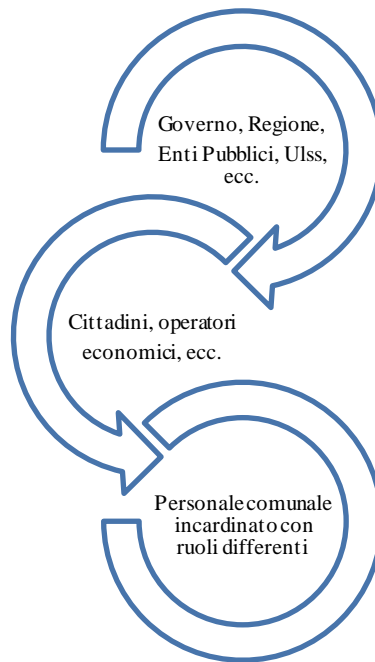 Governo, Regione,
Enti Pubblici, Ulss,
ecc.
Cittadini, operatori
economici, ecc.
Personale comunale
incardinato con
ruoli differenti